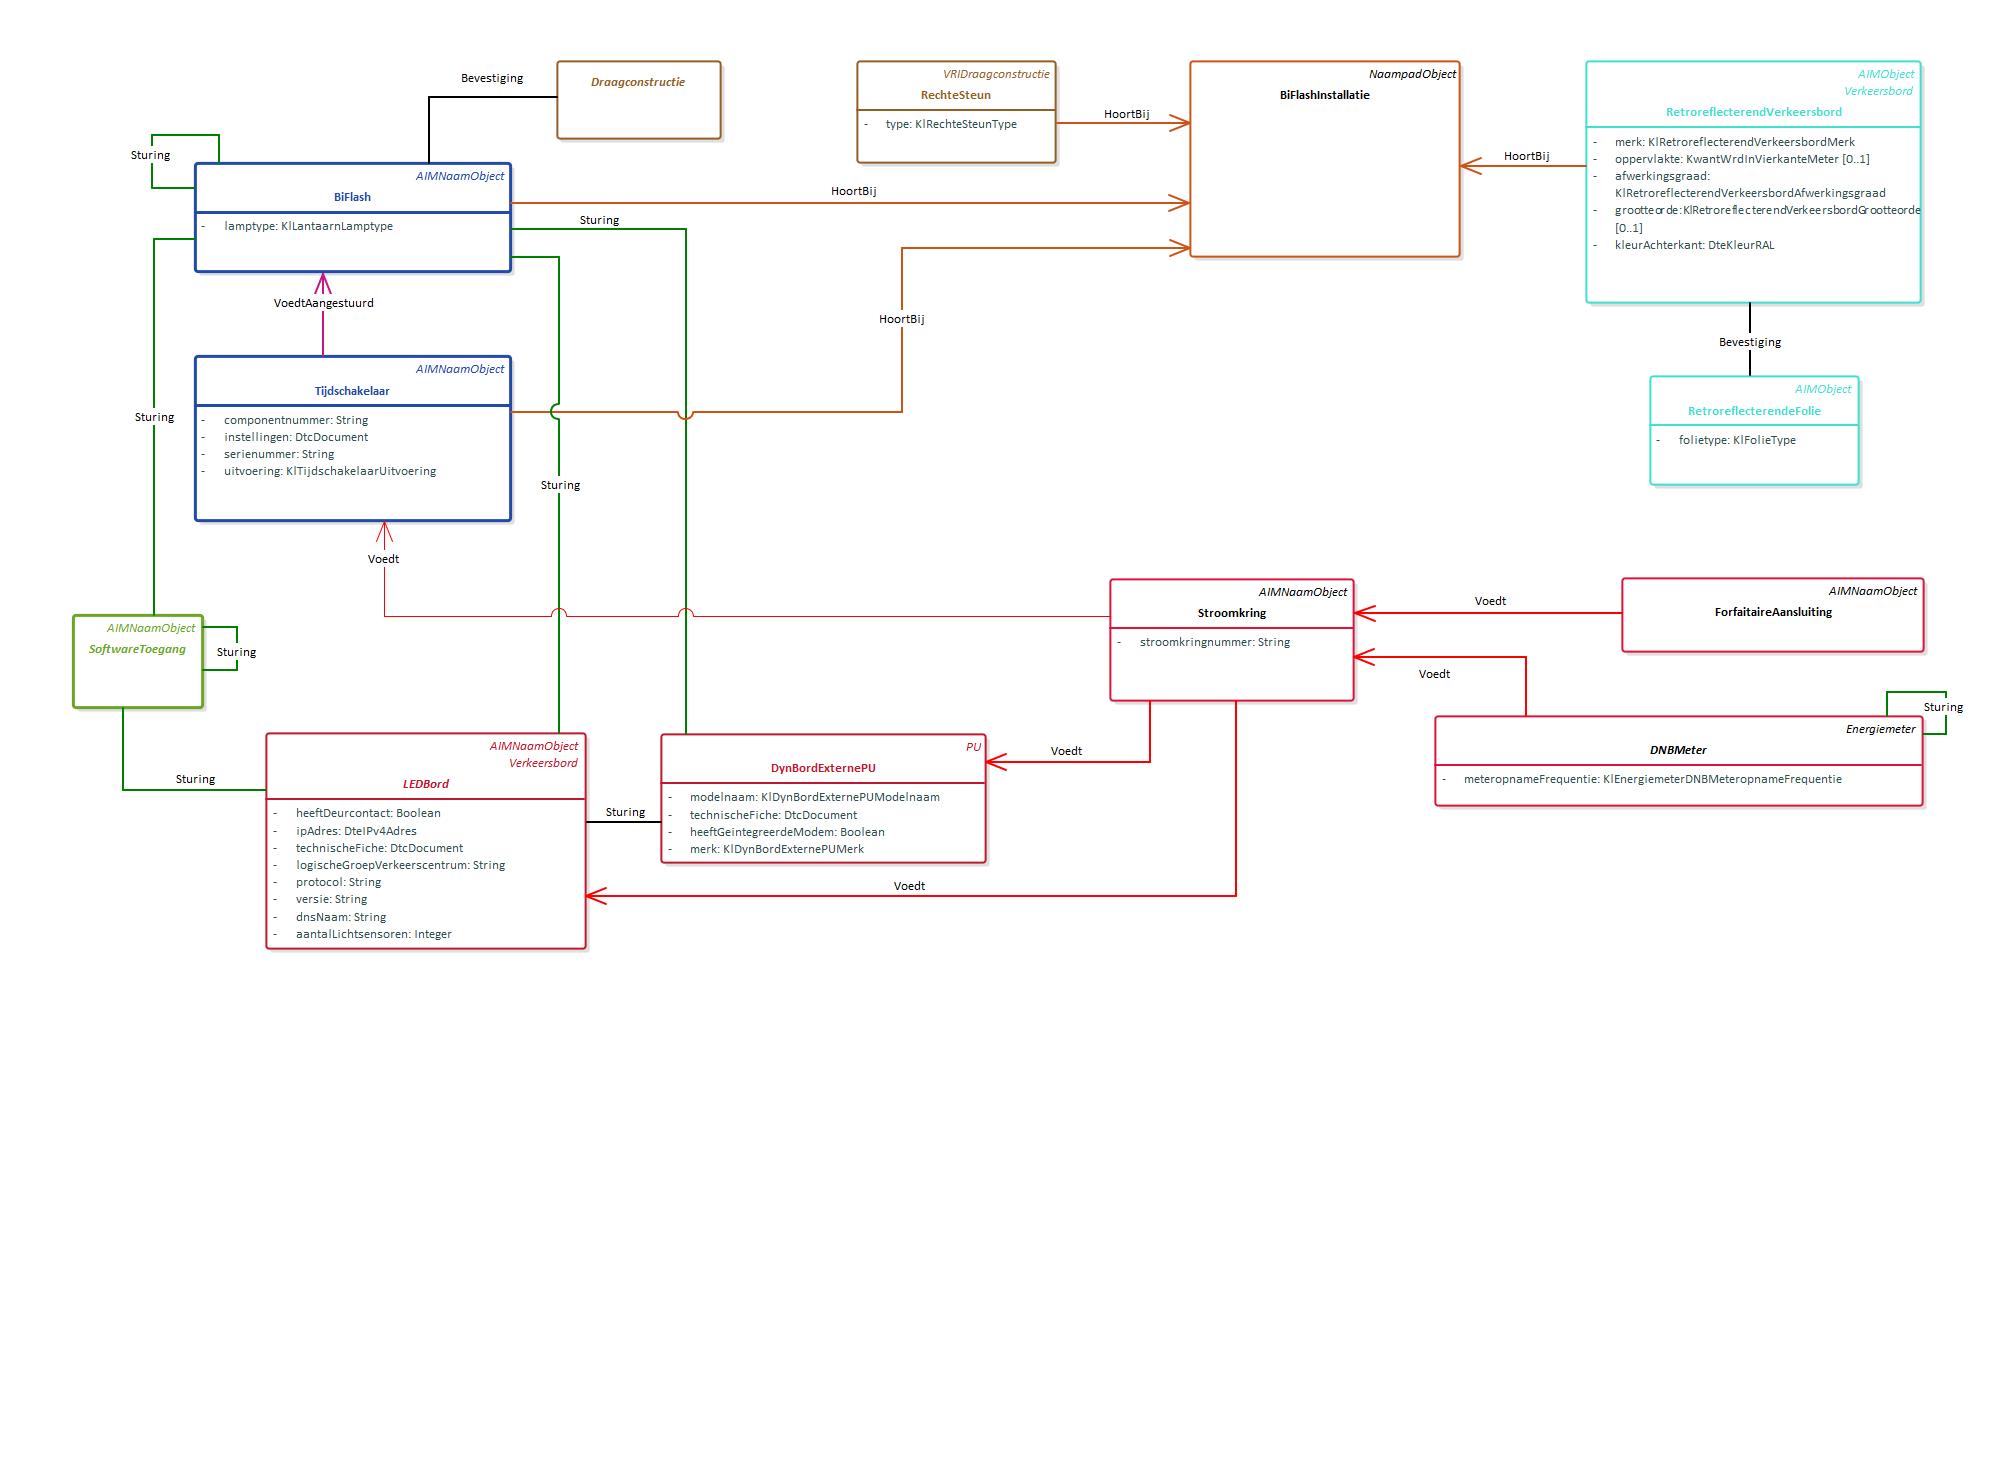 Bevestiging
Draagconstructie
VRIDraagconstructie
RechteSteun
- type: KlRechteSteunType
HoortBij
NaampadObject
BiFlashInstallatie
AIMObject
Verkeersbord
RetroreflecterendVerkeersbord
- merk: KlRetroreflecterendVerkeersbordMerk
- oppervlakte: KwantWrdInVierkanteMeter [0..1]
- afwerkingsgraad:
KlRetroreflecterendVerkeersbordAfwerkingsgraad
- grootteorde:KlRetroreflecterendVerkeersbordGrootteorde
[0..1]
- kleurAchterkant: DteKleurRAL
HoortBij
Sturing
AIMNaamObject
BiFlash
- lamptype: KlLantaarnLamptype
HoortBij
Sturing
VoedtAangestuurd
HoortBij
Bevestiging
AIMNaamObject
Tijdschakelaar
- componentnummer: String
- instellingen: DtcDocument
- serienummer: String
- uitvoering: KlTijdschakelaarUitvoering
AIMObject
RetroreflecterendeFolie
- folietype: KlFolieType
Sturing
Sturing
Voedt
AIMNaamObject
Stroomkring
- stroomkringnummer: String
Voedt
AIMNaamObject
ForfaitaireAansluiting
AIMNaamObject
SoftwareToegang
Sturing
Voedt
Sturing
Energiemeter
DNBMeter
- meteropnameFrequentie: KlEnergiemeterDNBMeteropnameFrequentie
Sturing
AIMNaamObject
Verkeersbord
LEDBord
- heeftDeurcontact: Boolean
- ipAdres: DteIPv4Adres
- technischeFiche: DtcDocument
- logischeGroepVerkeerscentrum: String
- protocol: String
- versie: String
- dnsNaam: String
- aantalLichtsensoren: Integer
Sturing
PU
DynBordExternePU
- modelnaam: KlDynBordExternePUModelnaam
- technischeFiche: DtcDocument
- heeftGeintegreerdeModem: Boolean
- merk: KlDynBordExternePUMerk
Voedt
Voedt